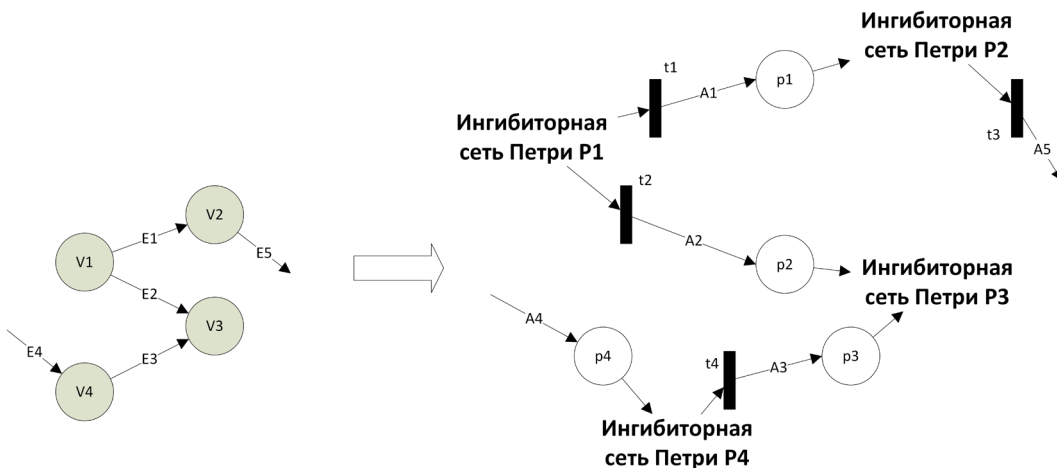 V1
V2
V3
V4
E1
E2
E3
E4
E5
Ингибиторная
сеть Петри P1
t1
A1
p1
Ингибиторная
сеть Петри P2
t3
A5
t2
A2
p2
Ингибиторная
сеть Петри P3
A4
p4
t4
A3
p3
Ингибиторная
сеть Петри P4